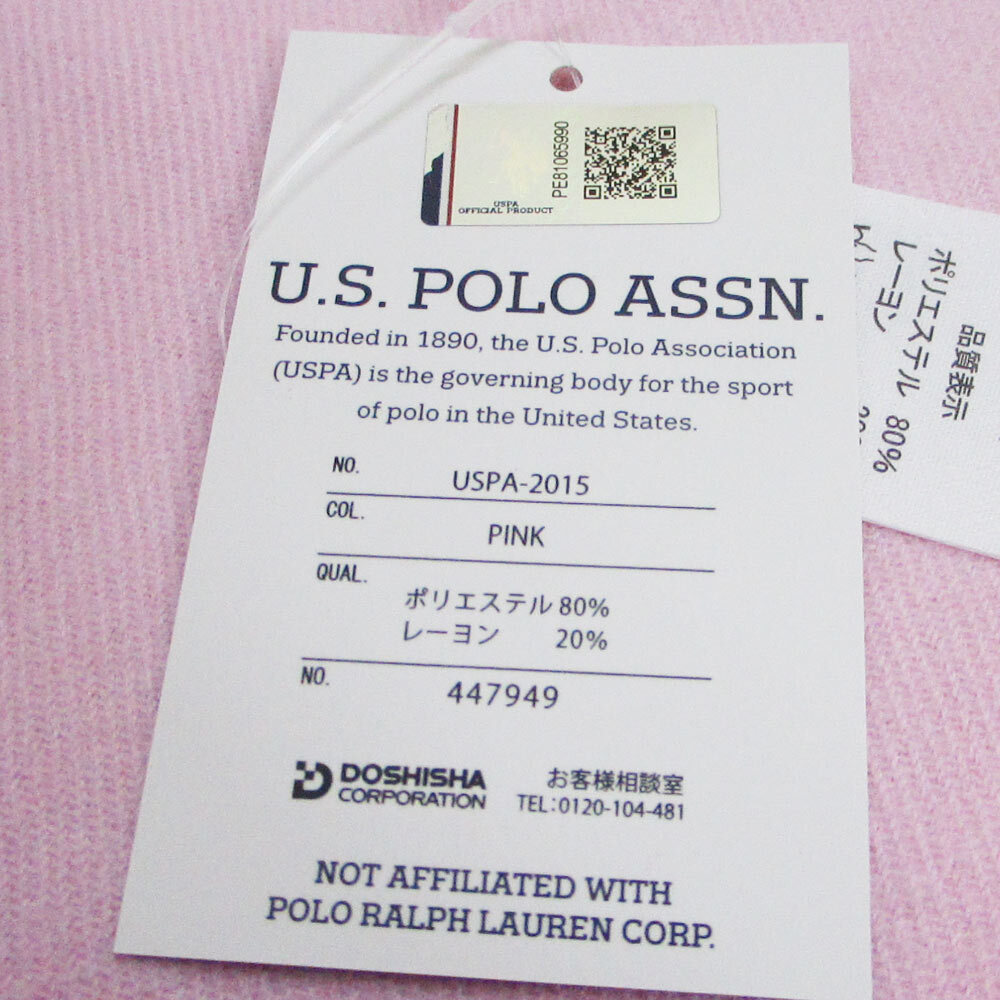 PE81065990
USPA
OFFICIAL PRODUCT
U.S. POLO ASSN.
Founded in 1890, the U.S. Polo Association
(USPA) is the governing body for the sport
of polo in the United States.
NO. USPA-2015
COL. PINK
QUAL. ポリエステル 80%
レーヨン 20%
NO. 447949
DOSHISHA
CORPORATION
お客様相談室
TEL:0120-104-481
NOT AFFILIATED WITH
POLO RALPH LAUREN CORP.
品質表示
ポリエステル 80%
レーヨン